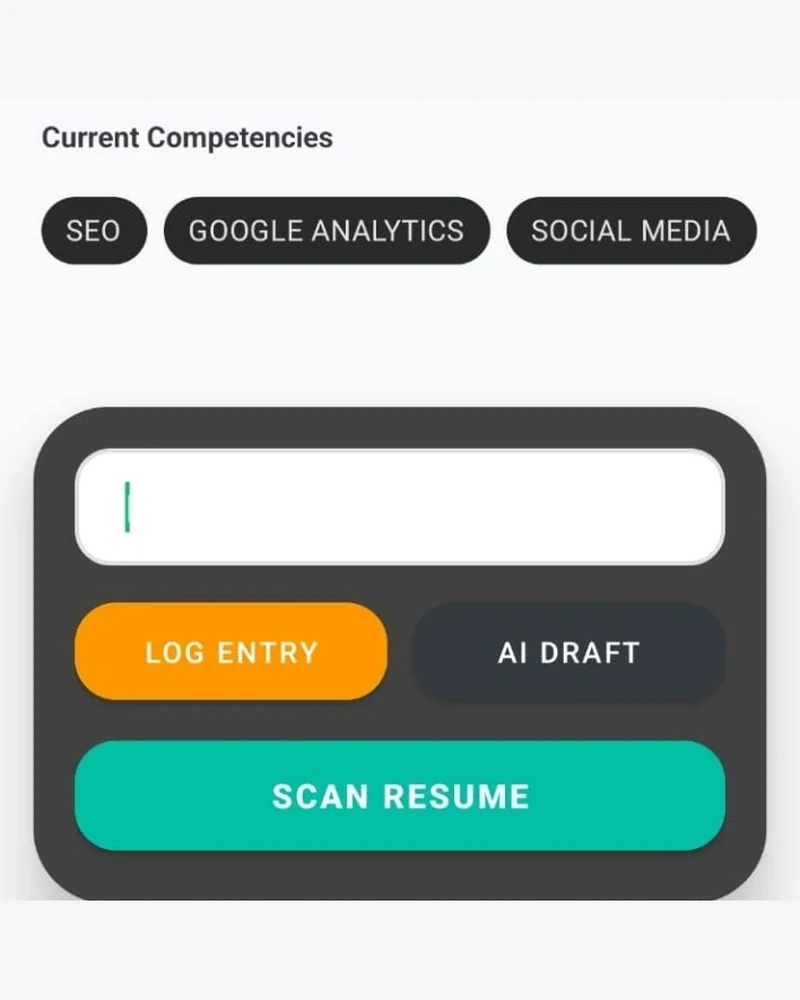 Current Competencies
SEO GOOGLE ANALYTICS SOCIAL MEDIA
LOG ENTRY AI DRAFT
SCAN RESUME